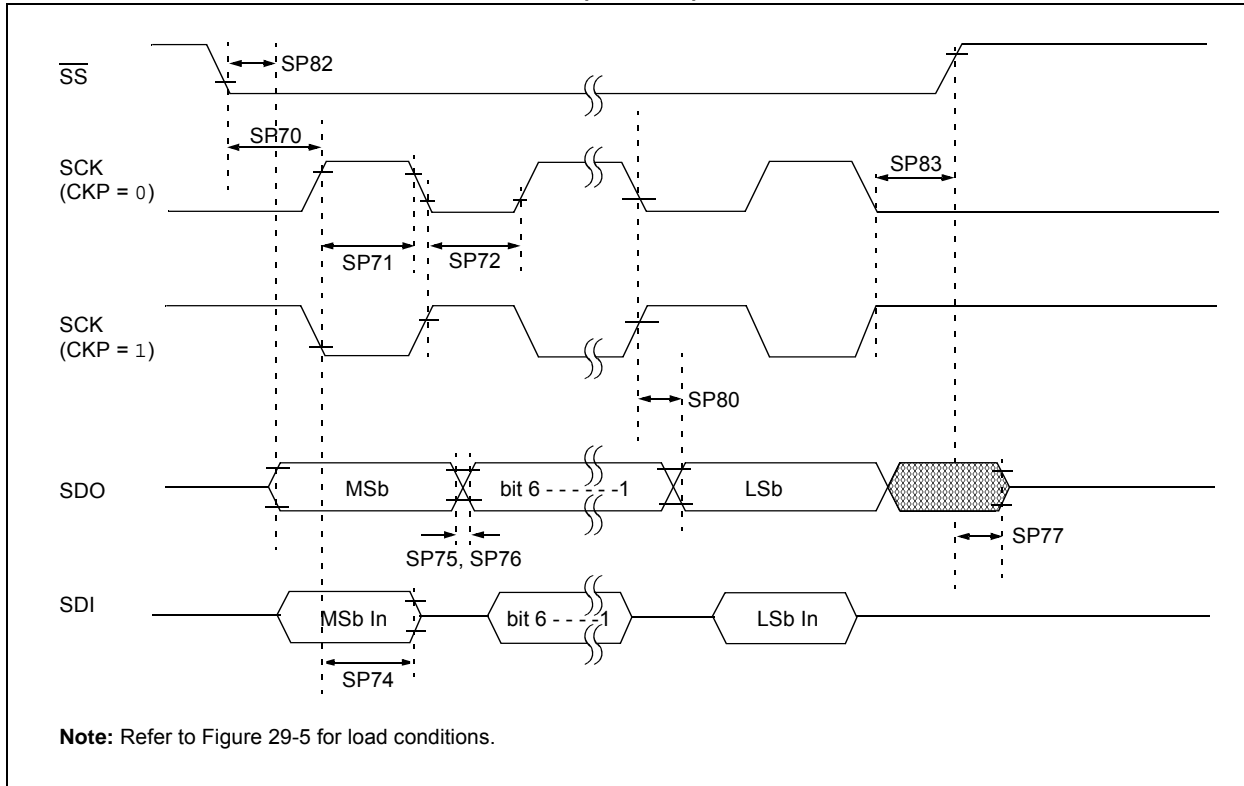 SS
SP82
SP70
SCK
(CKP = 0)
SP83
SP71
SP72
SCK
(CKP = 1)
SP80
SDO
MSb
bit 6 - - - - - -1
LSb
SP75, SP76
SP77
SDI
MSb In
bit 6 - - - -1
LSb In
SP74
Note: Refer to Figure 29-5 for load conditions.